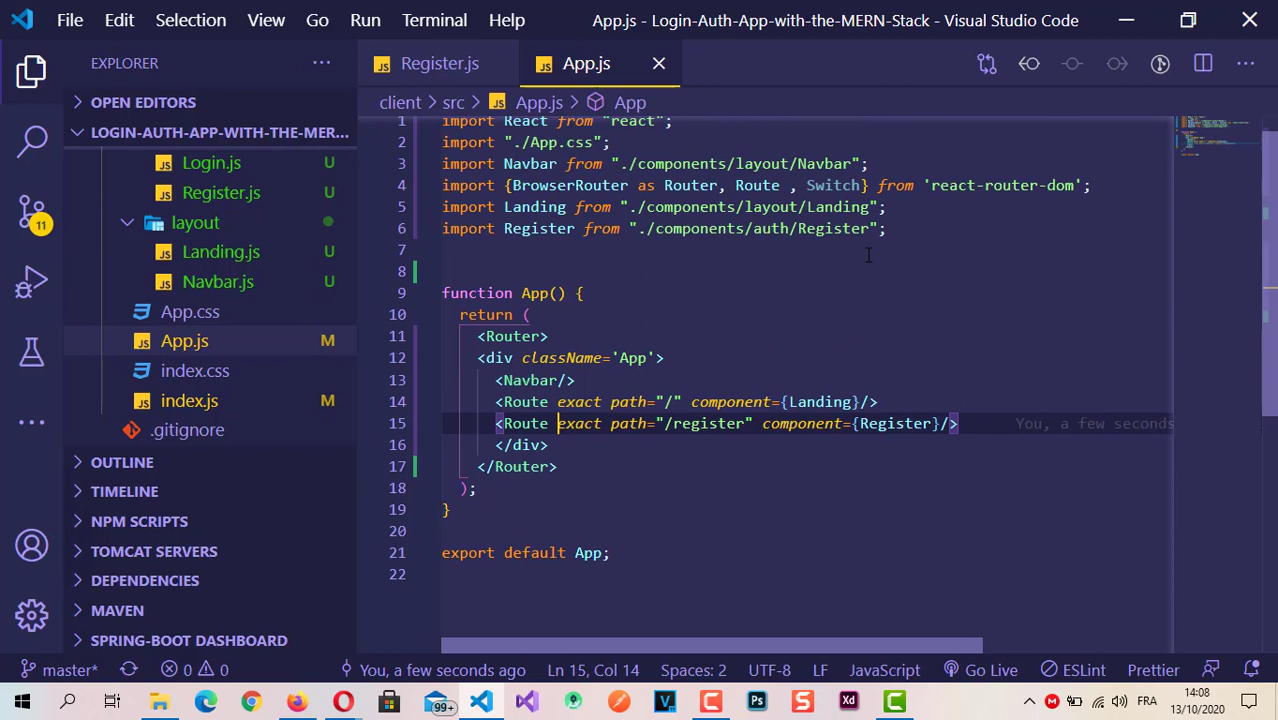 File Edit Selection View Go Run Terminal Help App.js - Login-Auth-App-with-the-MERN-Stack - Visual Studio Code
EXPLORER
OPEN EDITORS
LOGIN-AUTH-APP-WITH-THE-MERN-...
Login.js
Register.js U
layout
Landing.js U
Navbar.js U
App.css
App.js M
index.css
index.js M
.gitignore
OUTLINE
TIMELINE
NPM SCRIPTS
TOMCAT SERVERS
DEPENDENCIES
MAVEN
SPRING-BOOT DASHBOARD
11
JS Register.js JS App.js
client > src > JS App.js > App
1 import React from "react";
2 import "./App.css";
3 import Navbar from "./components/layout/Navbar";
4 import {BrowserRouter as Router, Route , Switch} from 'react-router-dom';
5 import Landing from "./components/layout/Landing";
6 import Register from "./components/auth/Register";
7
8
9 function App() {
10 return (
11 <Router>
12 <div className='App'>
13 <Navbar/>
14 <Route exact path="/" component={Landing}/>
15 <Route exact path="/register" component={Register}/> You, a few seconds
16 </div>
17 </Router>
18 );
19 }
20
21 export default App;
22
master* 0 0 You, a few seconds ago Ln 15, Col 14 Spaces: 2 UTF-8 LF JavaScript Go Live ESLint Prettier
99+ Ps Xd FRA 14:08
13/10/2020